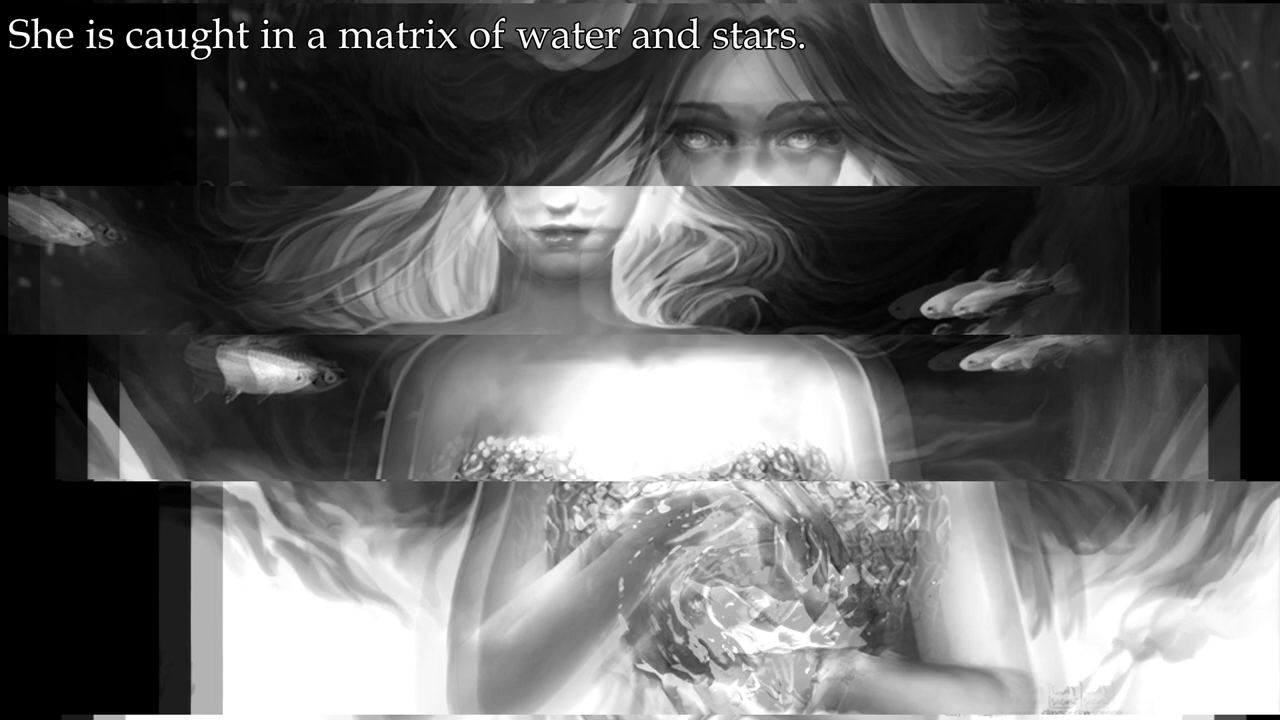 She is caught in a matrix of water and stars.